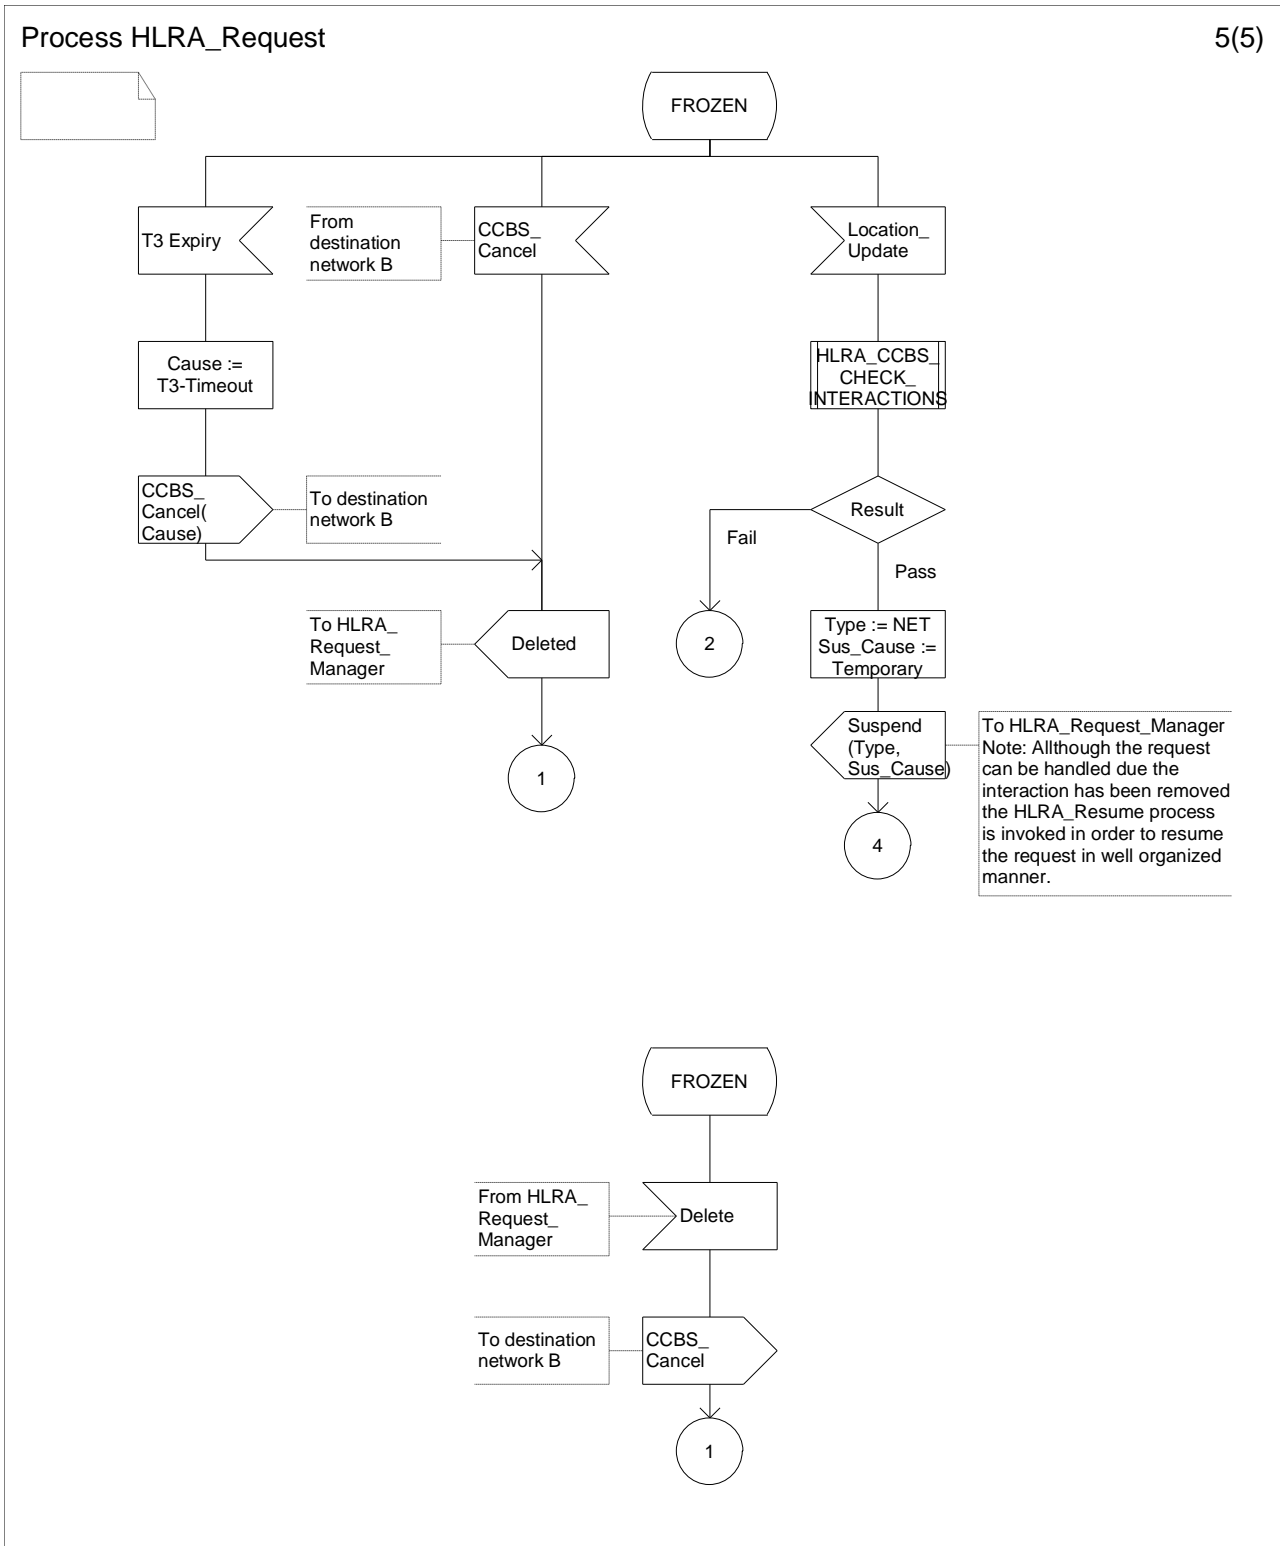 Process HLRA_Request
5(5)
FROZEN
T3 Expiry
From
destination
network B
CCBS_
Cancel
Location_
Update
Cause :=
T3-Timeout
HLRA_CCBS_
CHECK_
INTERACTIONS
CCBS_
Cancel(
Cause)
To destination
network B
Result
Fail
Pass
To HLRA_
Request_
Manager
Deleted
2
Type := NET
Sus_Cause :=
Temporary
Suspend
(Type,
Sus_Cause)
To HLRA_Request_Manager
Note: Allthough the request
can be handled due the
interaction has been removed
the HLRA_Resume process
is invoked in order to resume
the request in well organized
manner.
1
4
FROZEN
From HLRA_
Request_
Manager
Delete
To destination
network B
CCBS_
Cancel
1